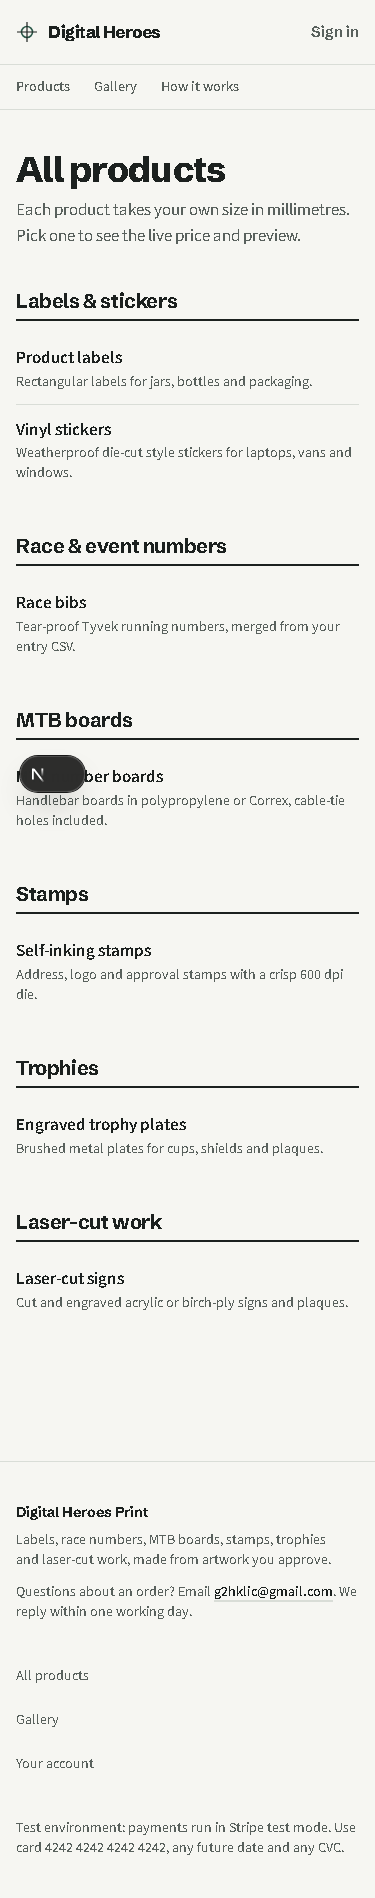 Digital Heroes
Sign in
Products
Gallery
How it works
All products
Each product takes your own size in millimetres.
Pick one to see the live price and preview.
Labels & stickers
Product labels
Rectangular labels for jars, bottles and packaging.
Vinyl stickers
Weatherproof die-cut style stickers for laptops, vans and
windows.
Race & event numbers
Race bibs
Tear-proof Tyvek running numbers, merged from your
entry CSV.
MTB boards
N
boards
Handlebar boards in polypropylene or Correx, cable-tie
holes included.
Stamps
Self-inking stamps
Address, logo and approval stamps with a crisp 600 dpi
die.
Trophies
Engraved trophy plates
Brushed metal plates for cups, shields and plaques.
Laser-cut work
Laser-cut signs
Cut and engraved acrylic or birch-ply signs and plaques.
Digital Heroes Print
Labels, race numbers, MTB boards, stamps, trophies
and laser-cut work, made from artwork you approve.
Questions about an order? Email g2hklic@gmail.com. We
reply within one working day.
All products
Gallery
Your account
Test environment: payments run in Stripe test mode. Use
card 4242 4242 4242 4242, any future date and any CVC.